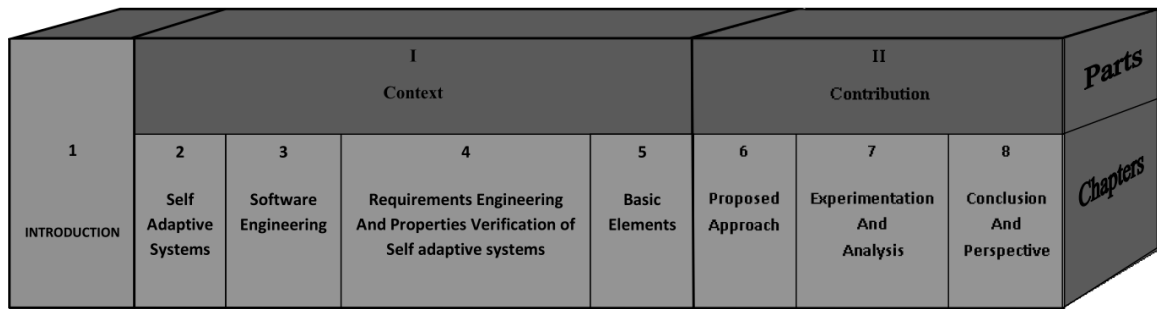 I
Context
II
Contribution
Parts
1
INTRODUCTION
2
Self
Adaptive
Systems
3
Software
Engineering
4
Requirements Engineering
And Properties Verification of
Self adaptive systems
5
Basic
Elements
6
Proposed
Approach
7
Experimentation
And
Analysis
8
Conclusion
And
Perspective
Chapters